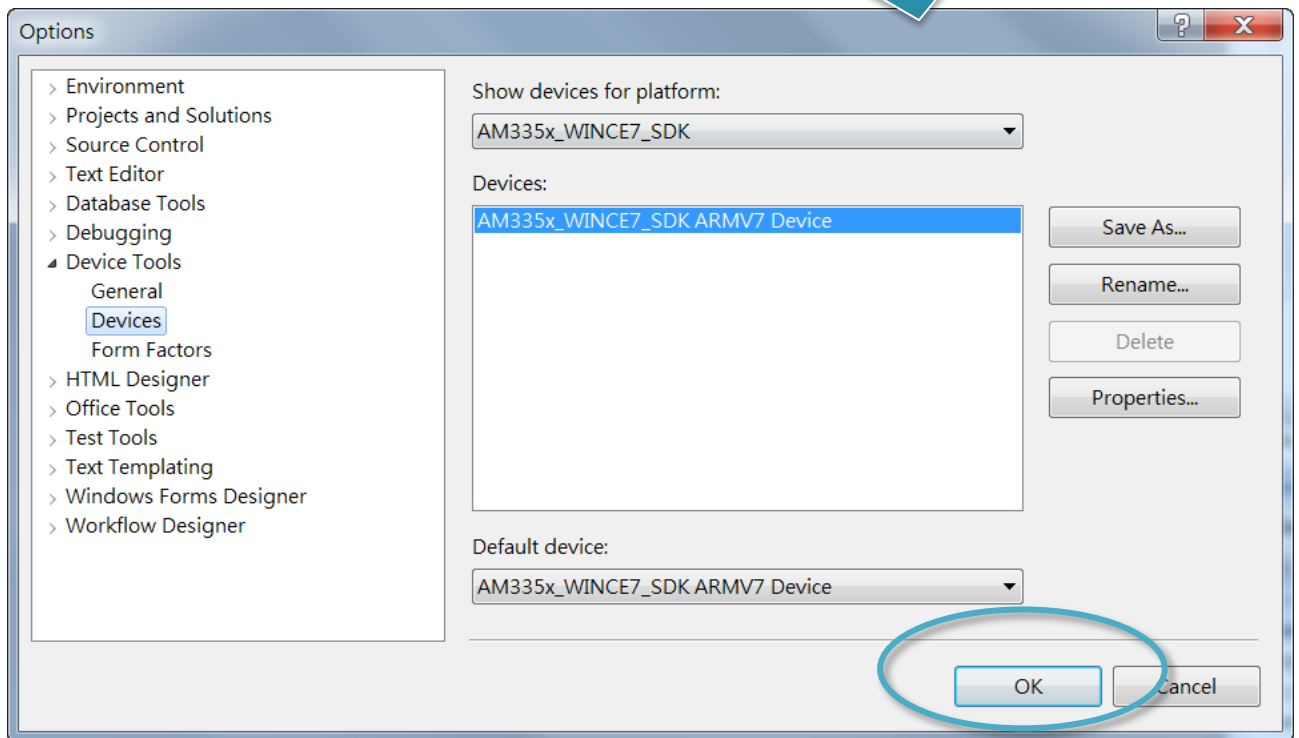 Options
Environment
Projects and Solutions
Source Control
Text Editor
Database Tools
Debugging
Device Tools
General
Devices
Form Factors
HTML Designer
Office Tools
Test Tools
Text Templating
Windows Forms Designer
Workflow Designer
Show devices for platform:
AM335x_WINCE7_SDK
Devices:
AM335x_WINCE7_SDK ARMV7 Device
Save As...
Rename...
Delete
Properties...
Default device:
AM335x_WINCE7_SDK ARMV7 Device
OK
Cancel